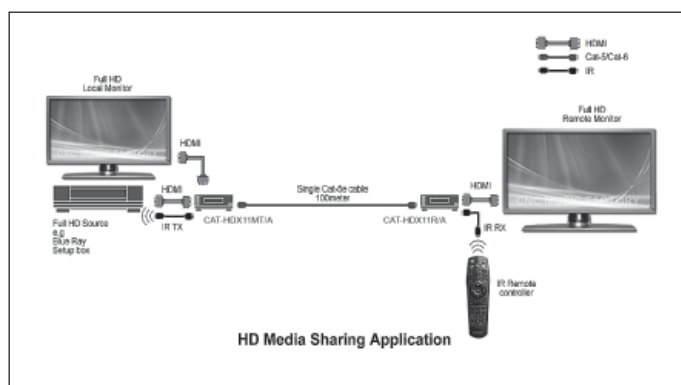 HDMI
Cat-5/Cat-6
IR
Full HD
Local Monitor
Full HD
Remote Monitor
HDMI
HDMI
Single Cat-5e cable
100meter
HDMI
CAT-HDX11MT/A
CAT-HDX11R/A
IR TX
IR RX
Full HD Source
e.g
Blue Ray
Setup box
IR Remote
controller
HD Media Sharing Application